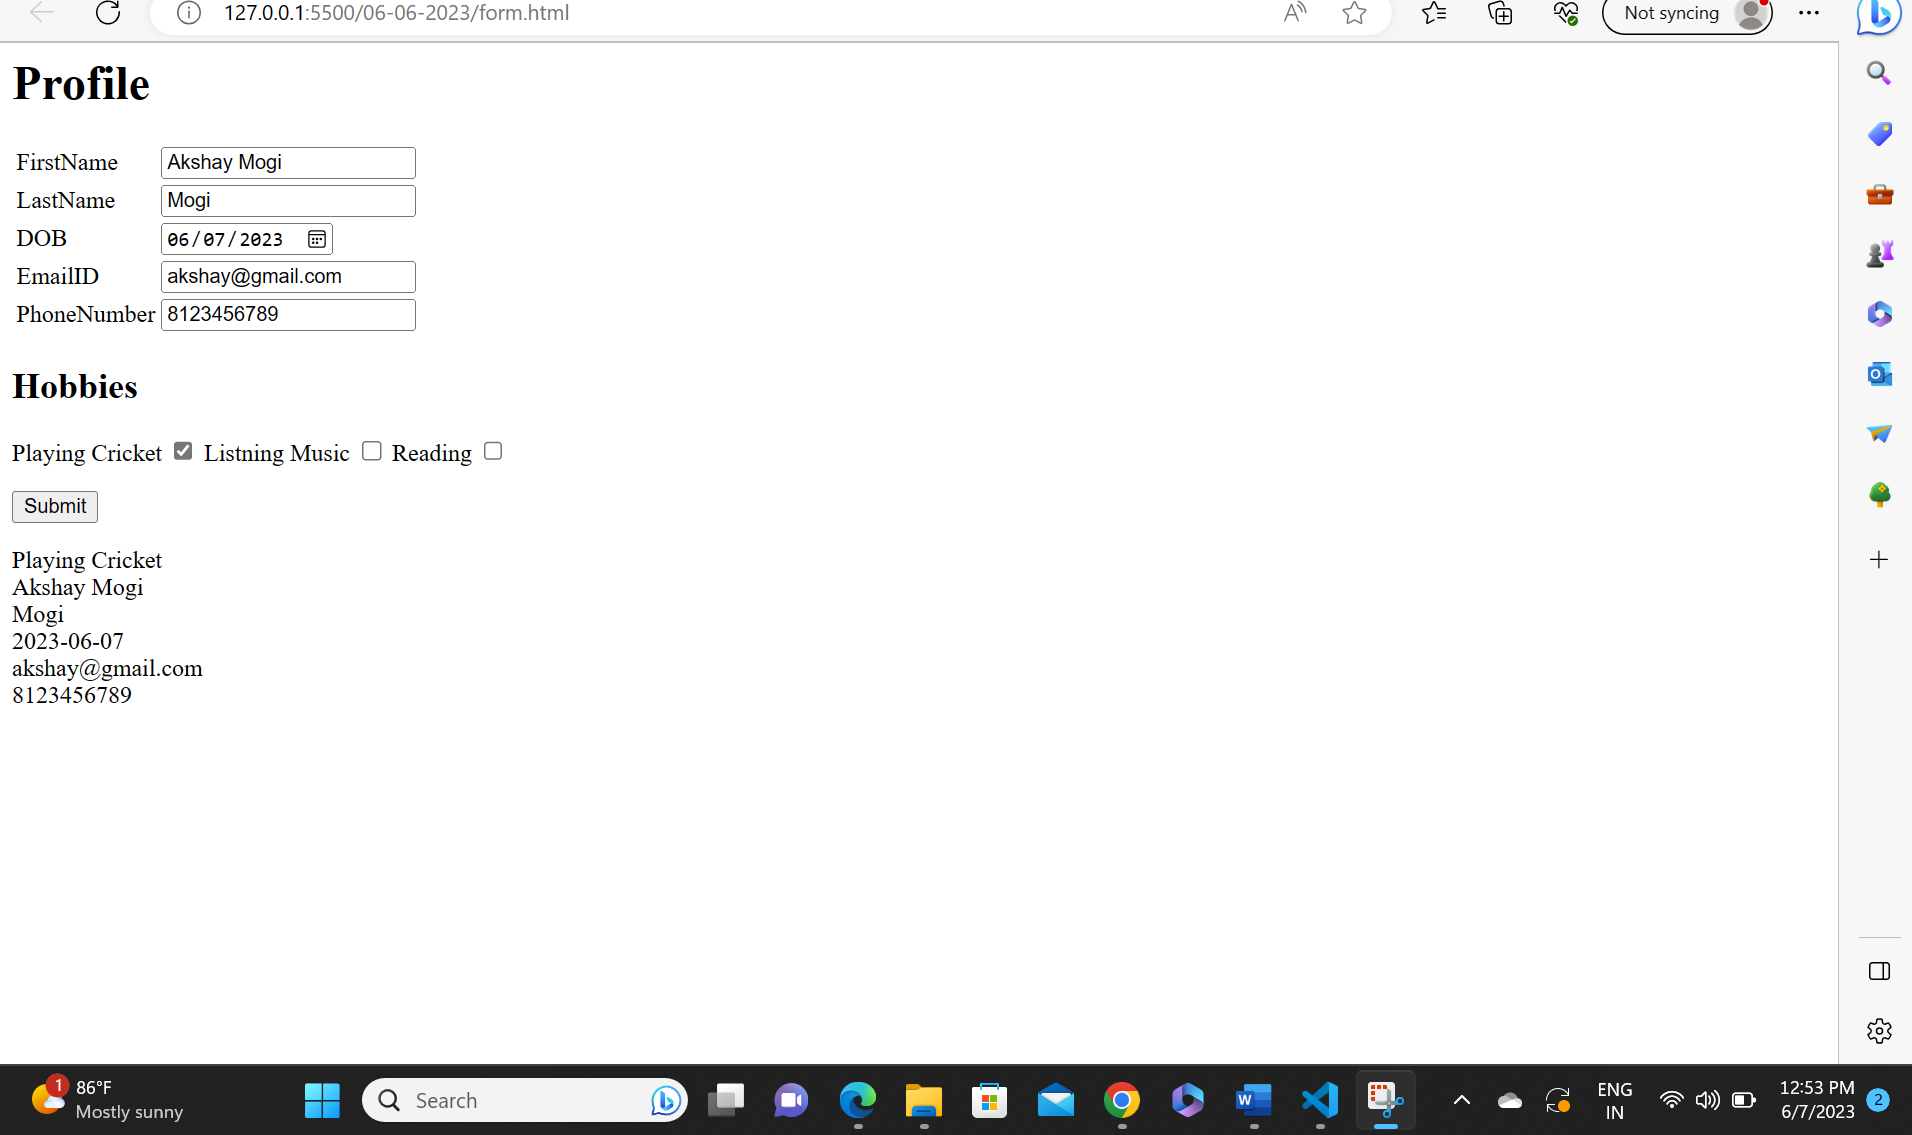 127.0.0.1:5500/06-06-2023/form.html
Not syncing
Profile
FirstName Akshay Mogi
LastName Mogi
DOB 06/07/2023
EmailID akshay@gmail.com
PhoneNumber 8123456789
Hobbies
Playing Cricket Listning Music Reading
Submit
Playing Cricket
Akshay Mogi
Mogi
2023-06-07
akshay@gmail.com
8123456789
1 86°F
Mostly sunny
Search
ENG
IN
12:53 PM
6/7/2023
2